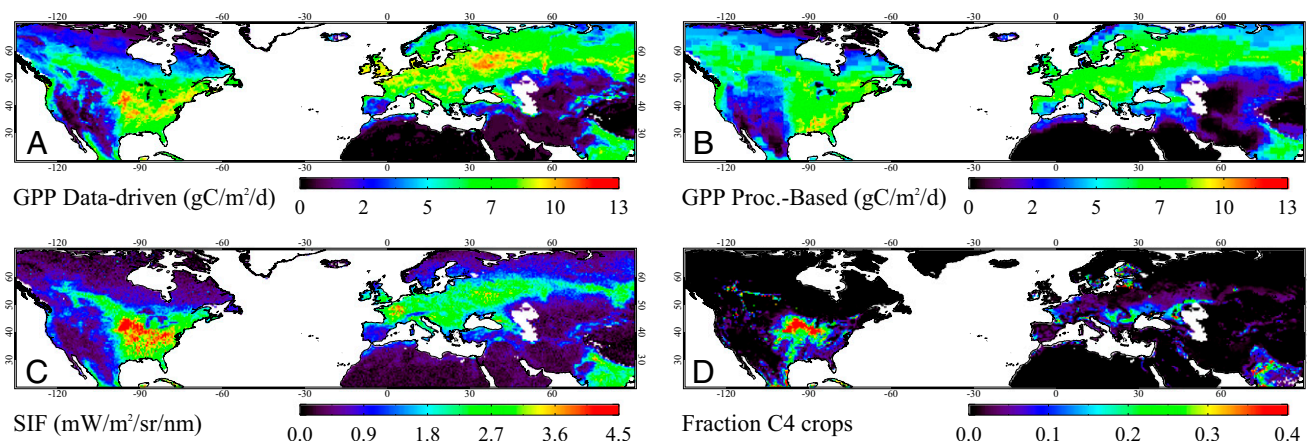 -120 -90 -60 -30 0 30 60
60
50
40
30
60
50
40
30
A
-120 -90 -60 -30 0 30 60
GPP Data-driven (gC/m²/d)
0 2 5 7 10 13
-120 -90 -60 -30 0 30 60
60
50
40
30
60
50
40
30
B
-120 -90 -60 -30 0 30 60
GPP Proc.-Based (gC/m²/d)
0 2 5 7 10 13
-120 -90 -60 -30 0 30 60
60
50
40
30
60
50
40
30
C
-120 -90 -60 -30 0 30 60
SIF (mW/m²/sr/nm)
0.0 0.9 1.8 2.7 3.6 4.5
-120 -90 -60 -30 0 30 60
60
50
40
30
60
50
40
30
D
-120 -90 -60 -30 0 30 60
Fraction C4 crops
0.0 0.1 0.2 0.3 0.4